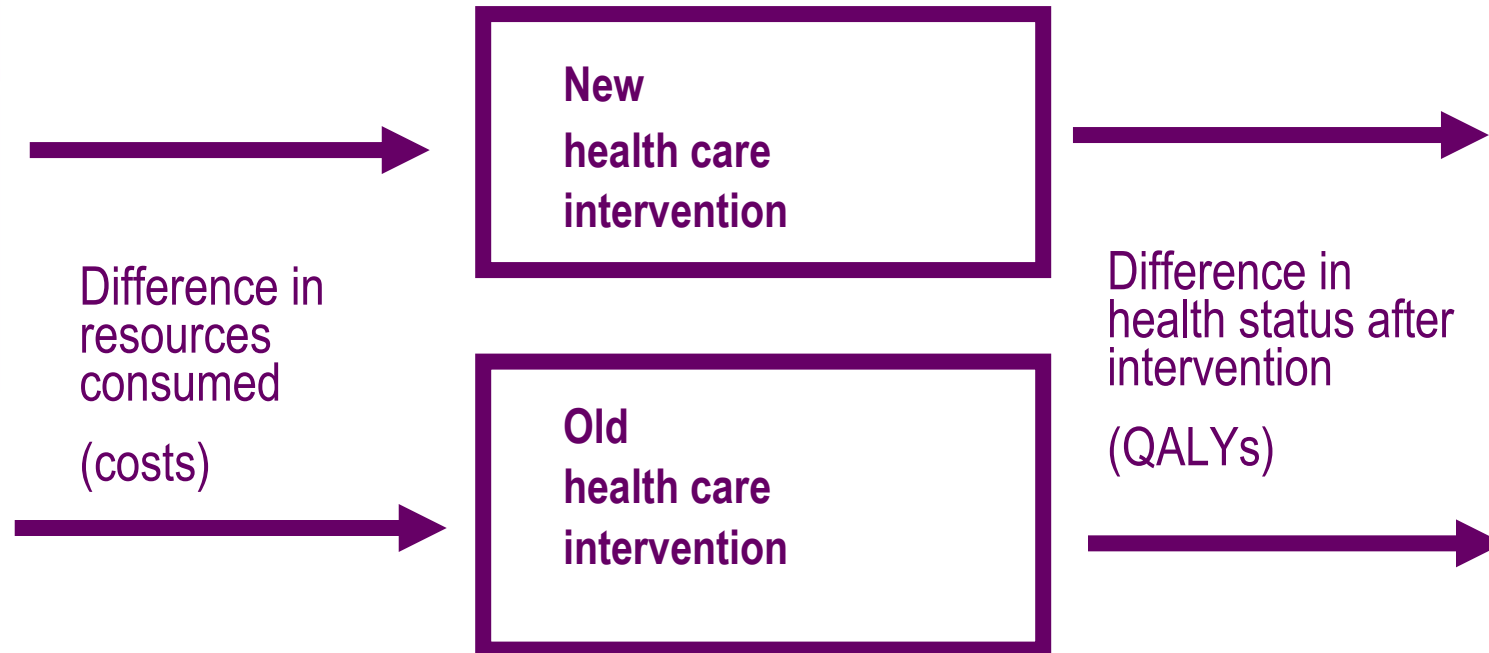 New
health care
intervention
Difference in
resources
consumed
(costs)
Difference in
health status after
intervention
(QALYs)
Old
health care
intervention